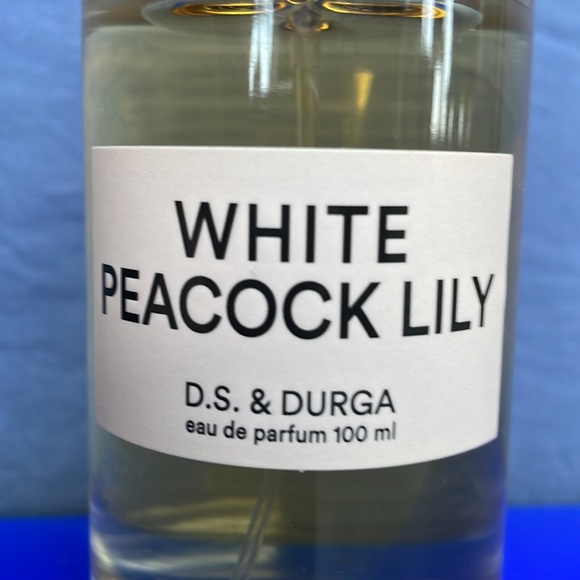 WHITE
PEACOCK LILY
D.S. & DURGA
eau de parfum 100 ml